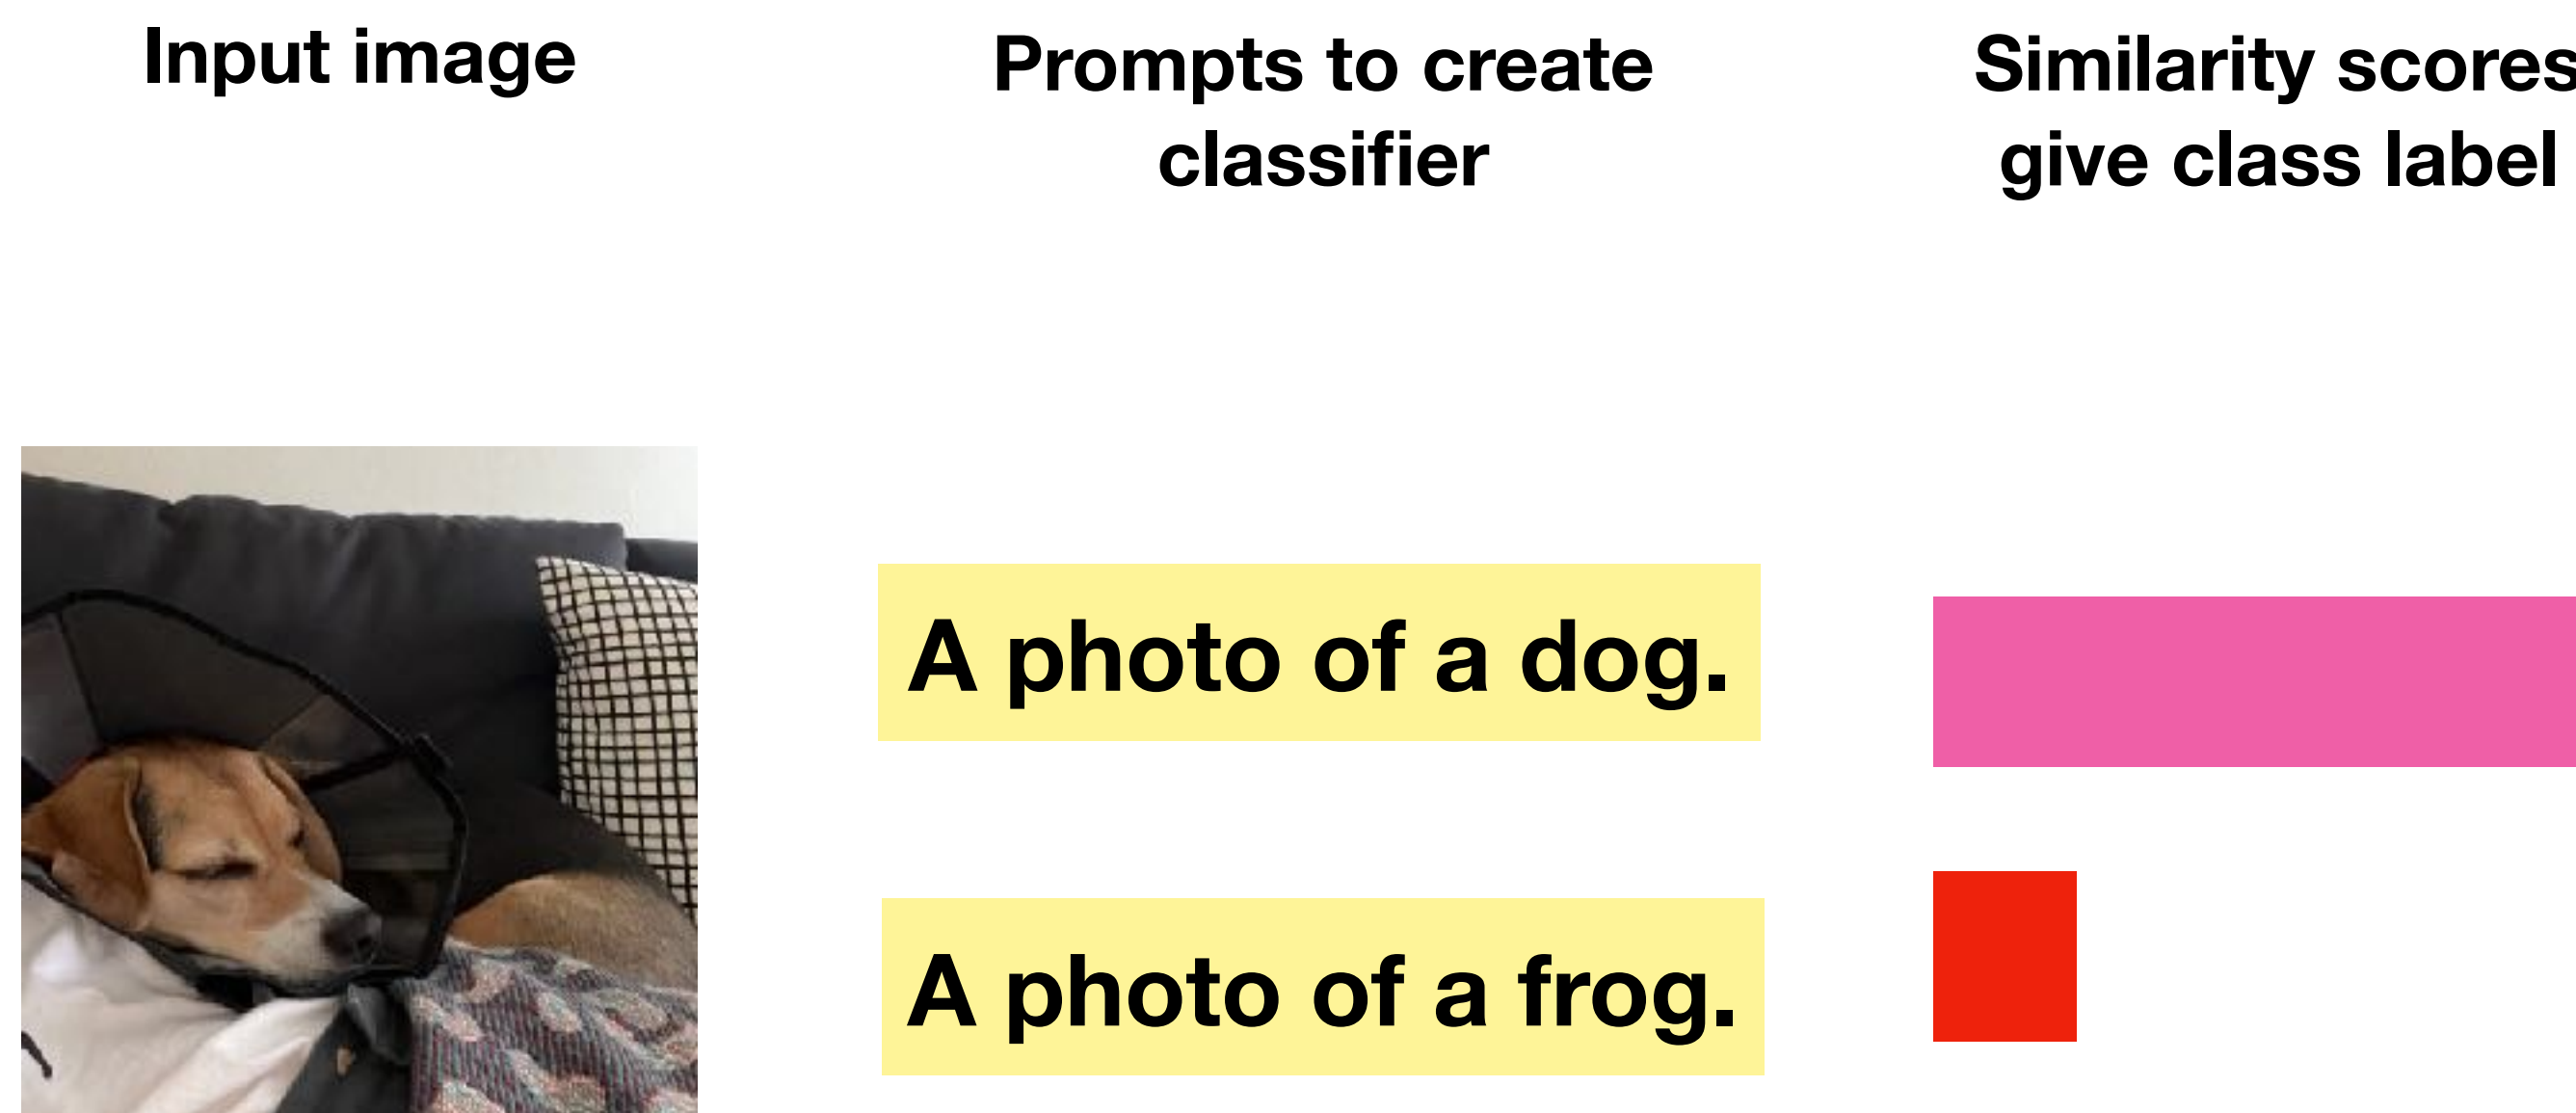 Input image
Prompts to create
classifier
Similarity scores
give class label
A photo of a dog.
A photo of a frog.